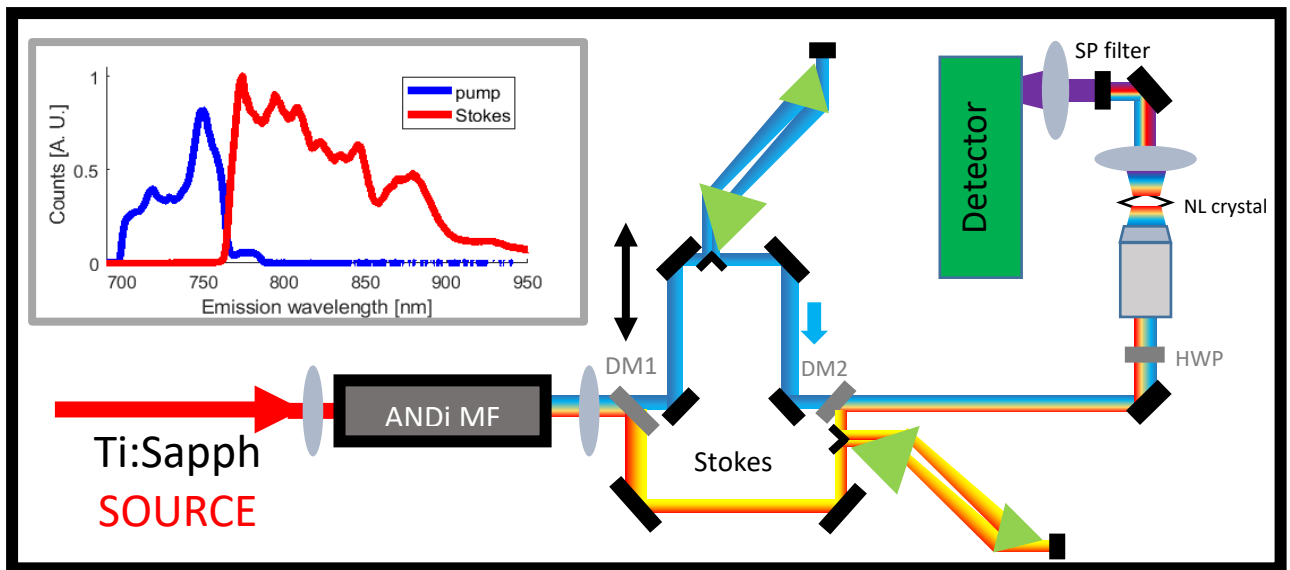 Counts [A. U.]
1
0.5
0
pump
Stokes
700 750 800 850 900 950
Emission wavelength [nm]
SP filter
Detector
NL crystal
HWP
DM1
DM2
ANDi MF
Ti:Sapph
SOURCE
Stokes